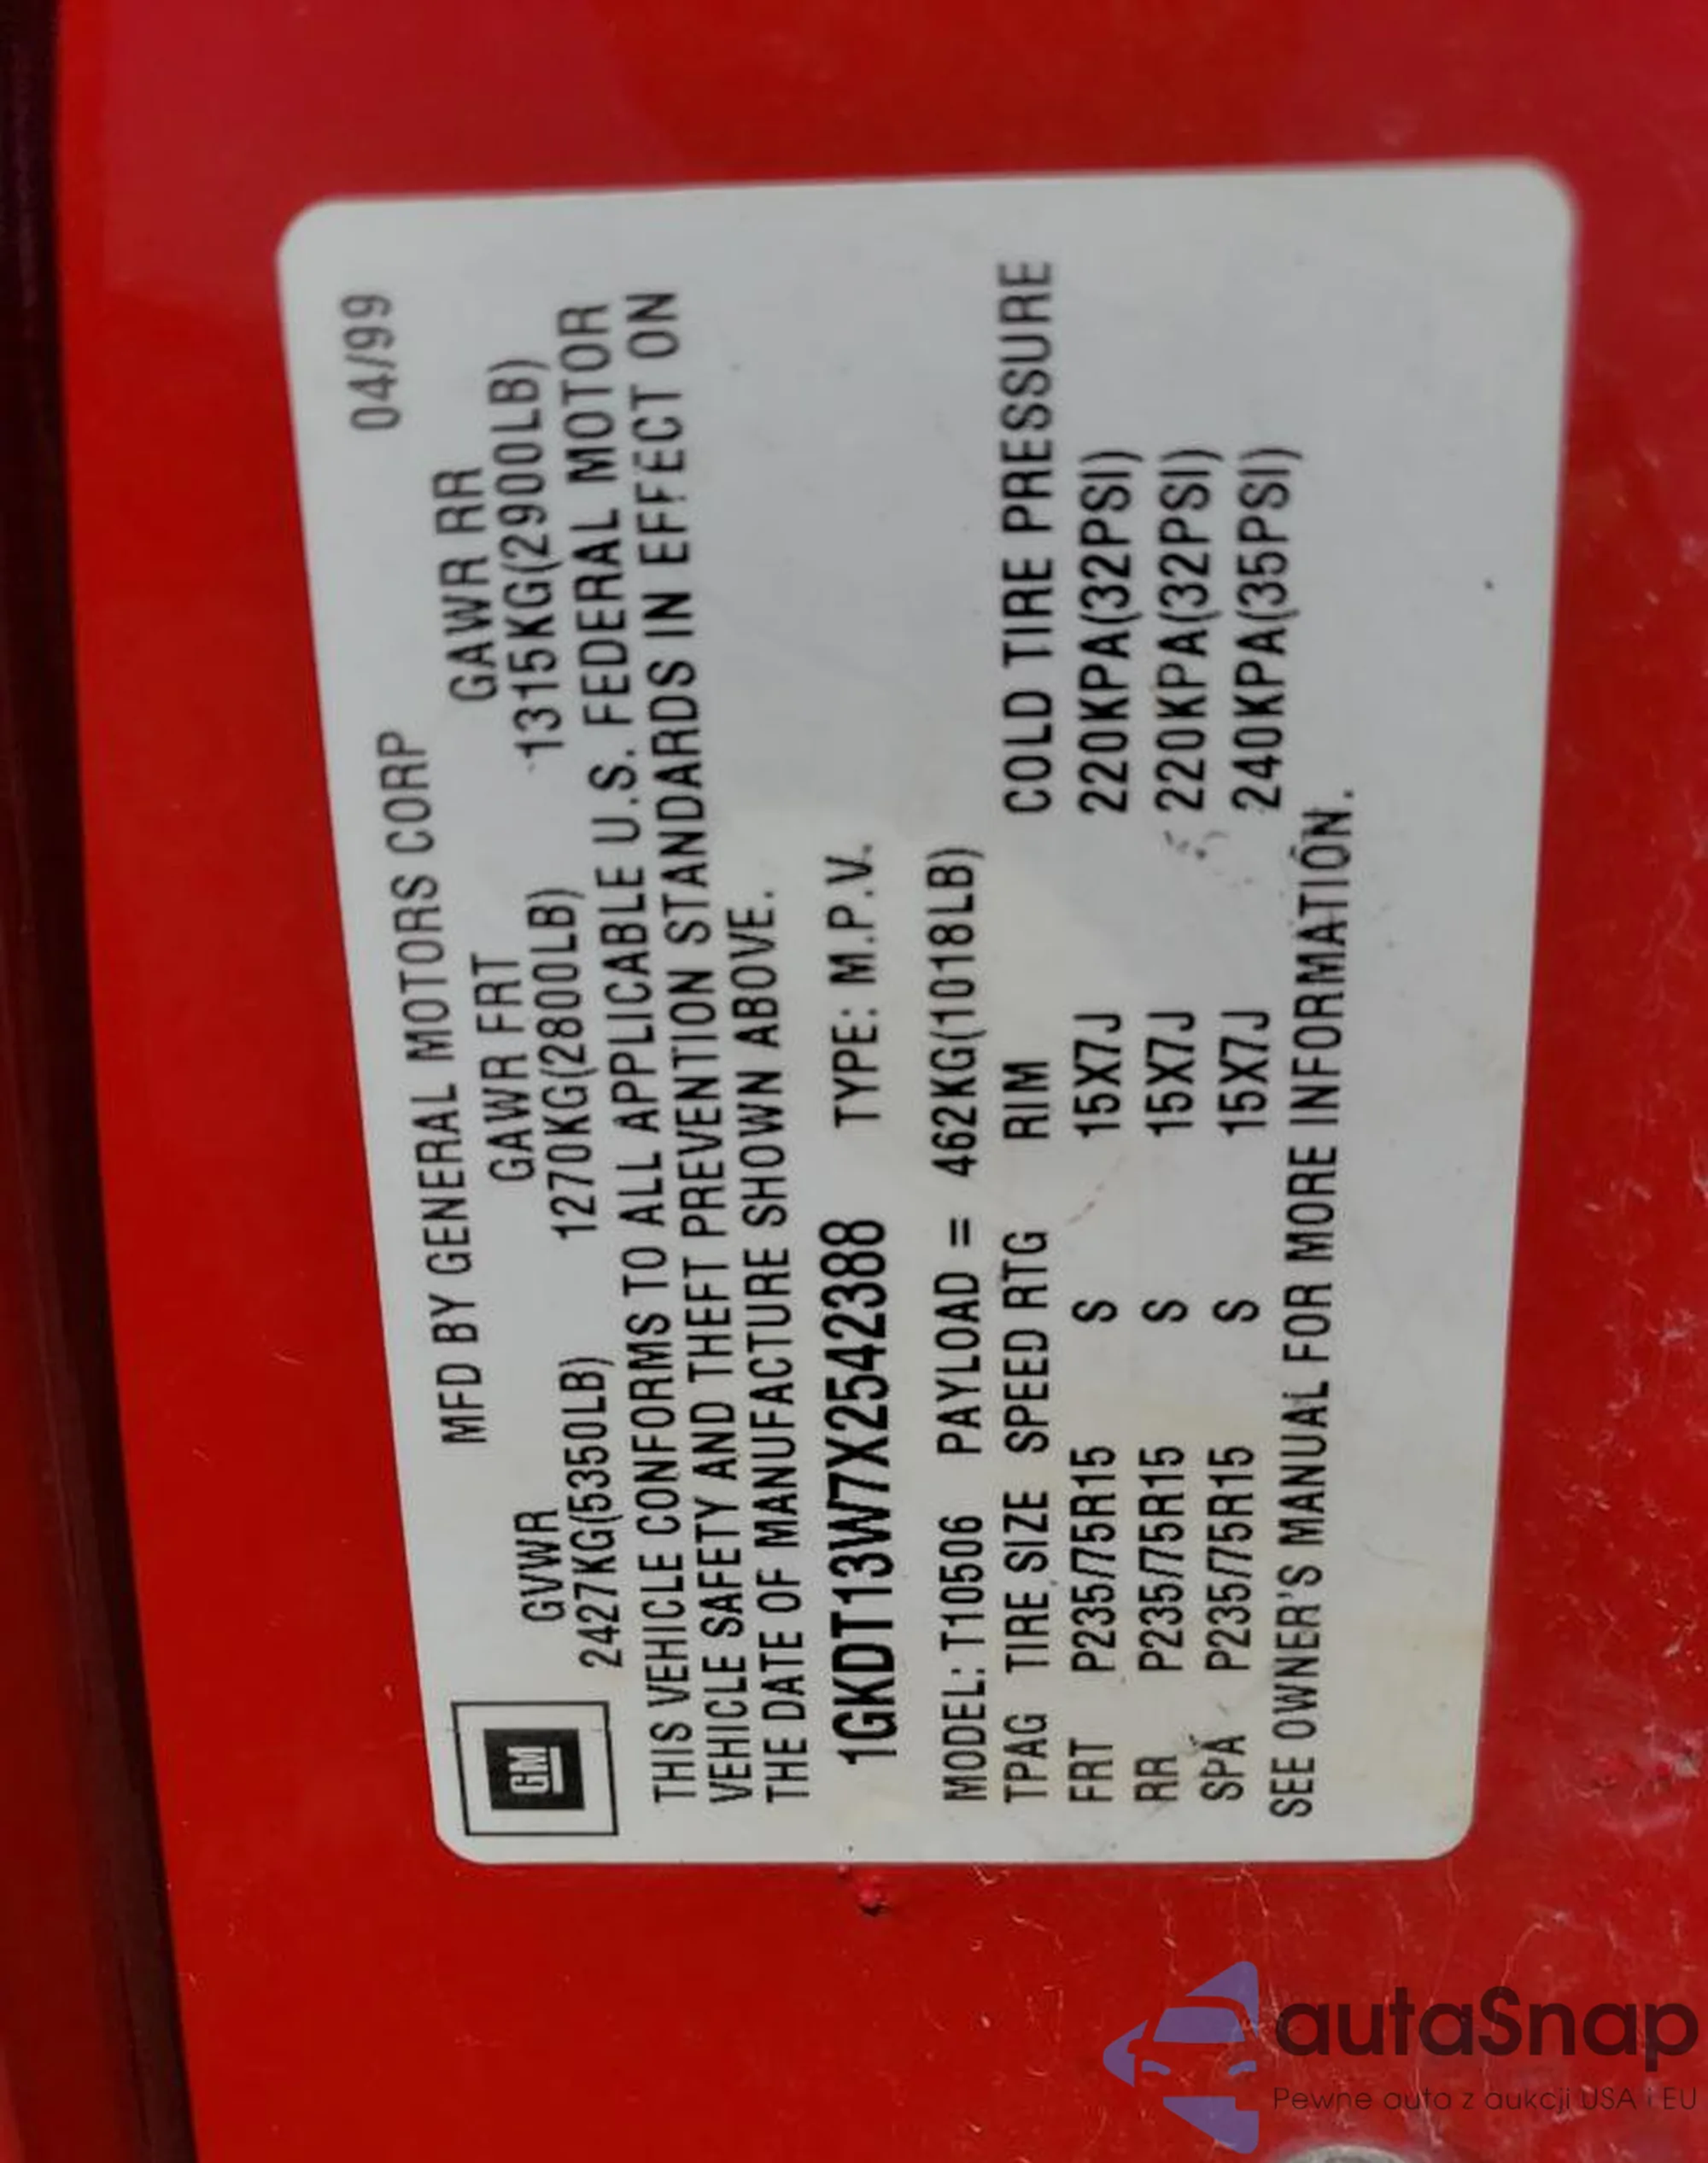 04/99
MFD BY GENERAL MOTORS CORP
GVWR GAWR FRT GAWR RR
2427KG(5350LB) 1270KG(2800LB) 1315KG(2900LB)
GM
THIS VEHICLE CONFORMS TO ALL APPLICABLE U.S. FEDERAL MOTOR
VEHICLE SAFETY AND THEFT PREVENTION STANDARDS IN EFFECT ON
THE DATE OF MANUFACTURE SHOWN ABOVE.
1GKDT13W7X2542388 TYPE: M.P.V.
MODEL: T10506 PAYLOAD = 462KG(1018LB)
TPAG TIRE SIZE SPEED RTG RIM COLD TIRE PRESSURE
FRT P235/75R15 S 15X7J 220KPA(32PSI)
RR P235/75R15 S 15X7J 220KPA(32PSI)
SPA P235/75R15 S 15X7J 240KPA(35PSI)
SEE OWNER'S MANUAL FOR MORE INFORMATION.
autaSnap
Pewne auto z aukcji USA i EU